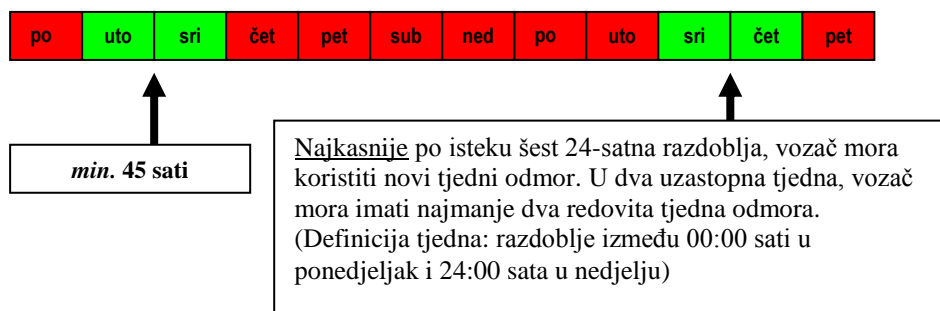 po uto sri čet pet sub ned po uto sri čet pet
min. 45 sati
Najkasnije po isteku šest 24-satna razdoblja, vozač mora
koristiti novi tjedni odmor. U dva uzastopna tjedna, vozač
mora imati najmanje dva redovita tjedna odmora.
(Definicija tjedna: razdoblje između 00:00 sati u
ponedjeljak i 24:00 sata u nedjelju)